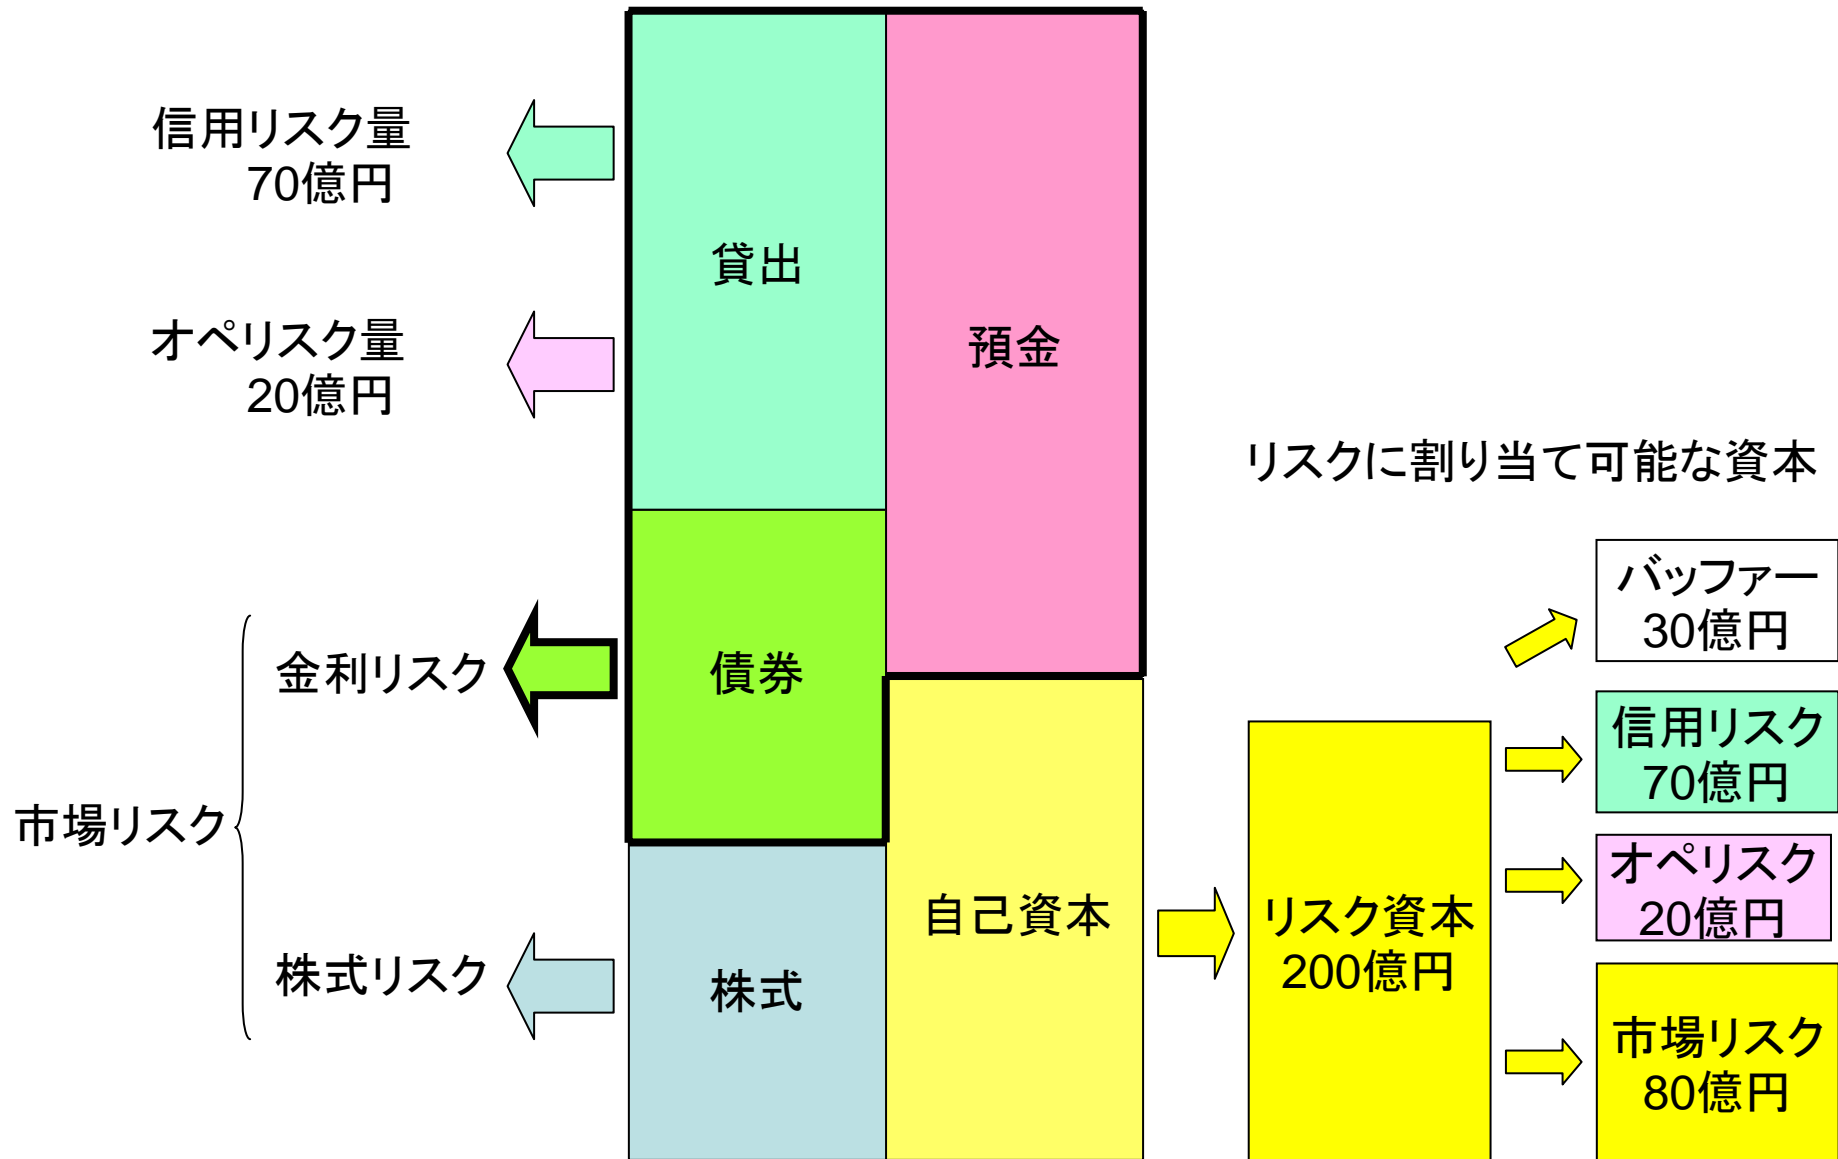 信用リスク量
70億円
オペリスク量
20億円
市場リスク
金利リスク
株式リスク
貸出
債券
株式
預金
自己資本
リスクに割り当て可能な資本
リスク資本
200億円
バッファー
30億円
信用リスク
70億円
オペリスク
20億円
市場リスク
80億円